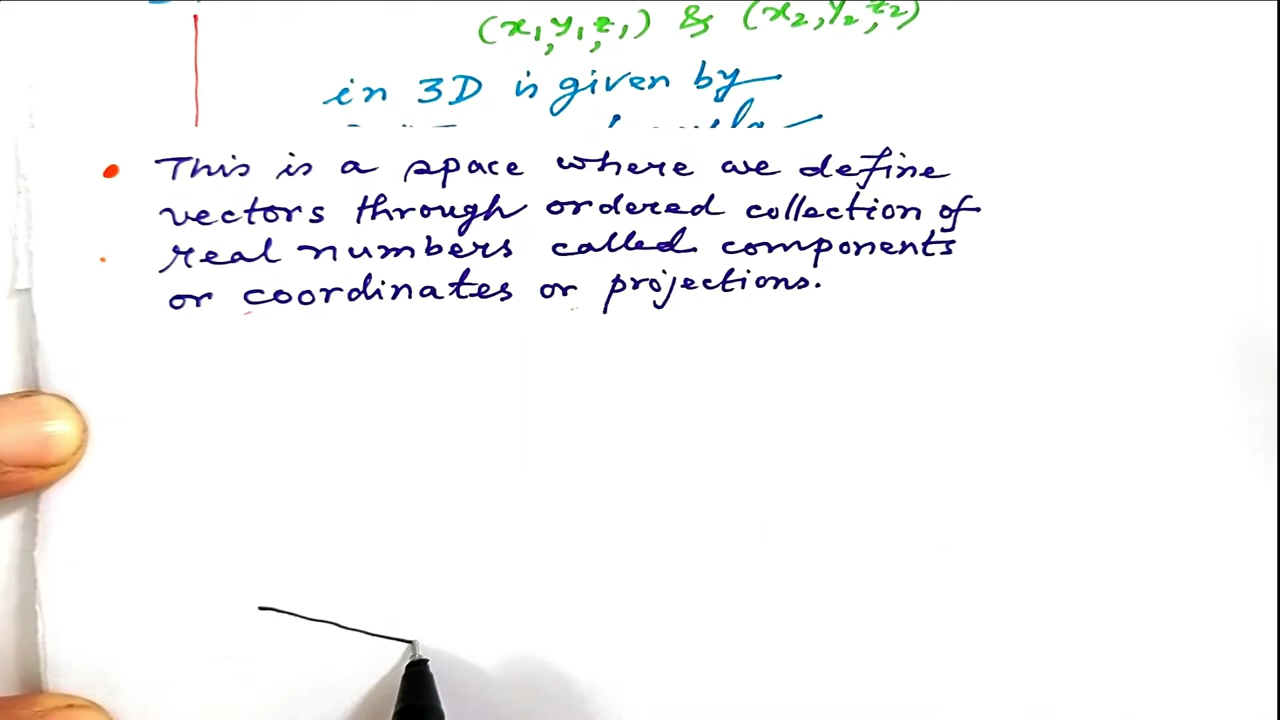 (x₁, y₁, z₁) & (x₂, y₂, z₂)
in 3D is given by
• This is a space where we define
vectors through ordered collection of
real numbers called components
or coordinates or projections.